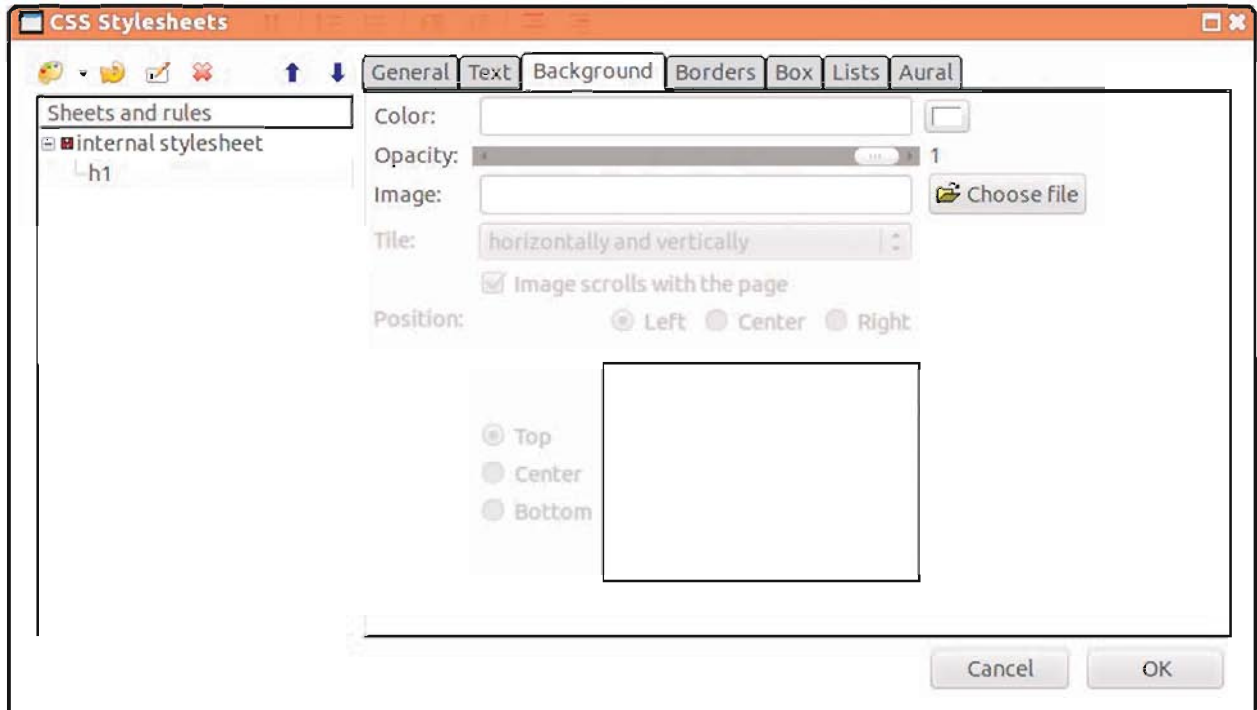 CSS Stylesheets
General Text Background Borders Box Lists Aural
Sheets and rules
internal stylesheet
h1
Color:
Opacity: 1
Image: Choose file
Tile: horizontally and vertically
Image scrolls with the page
Position: Left Center Right
Top
Center
Bottom
Cancel OK